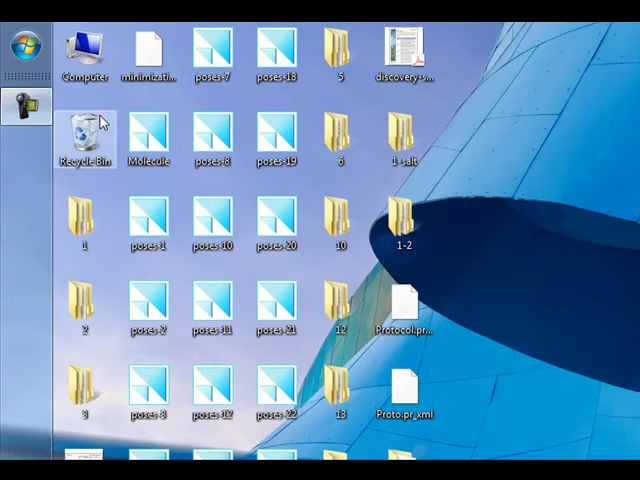 Computer
minimizati...
poses-7
poses-18
5
discovery-s...
Recycle Bin
Molecule
poses-8
poses-19
6
1-salt
1
poses-1
poses-10
poses-20
10
1-2
2
poses-2
poses-11
poses-21
12
Protocol.pr...
3
poses-3
poses-12
poses-22
13
Proto.pr_xml